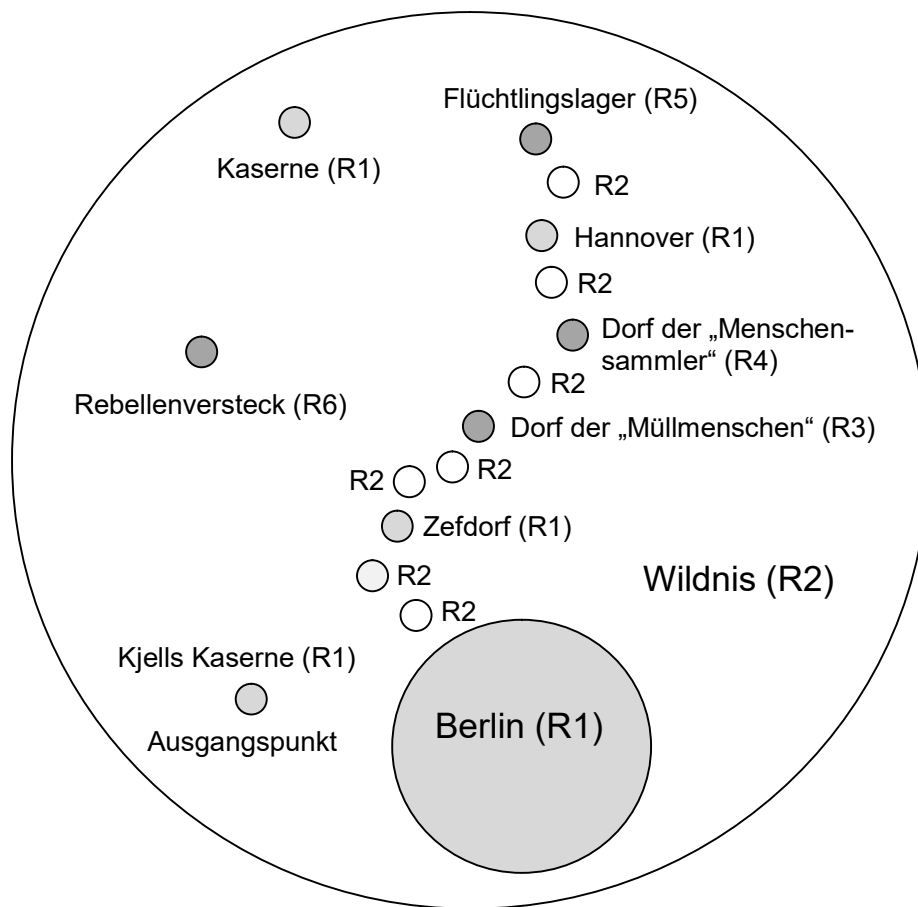 Flüchtlingslager (R5)
Kaserne (R1)
R2
Hannover (R1)
R2
Dorf der „Menschen-
sammler“ (R4)
R2
Rebellenversteck (R6)
Dorf der „Müllmenschen“ (R3)
R2
R2
Zefdorf (R1)
R2
Wildnis (R2)
R2
Kjells Kaserne (R1)
Berlin (R1)
Ausgangspunkt